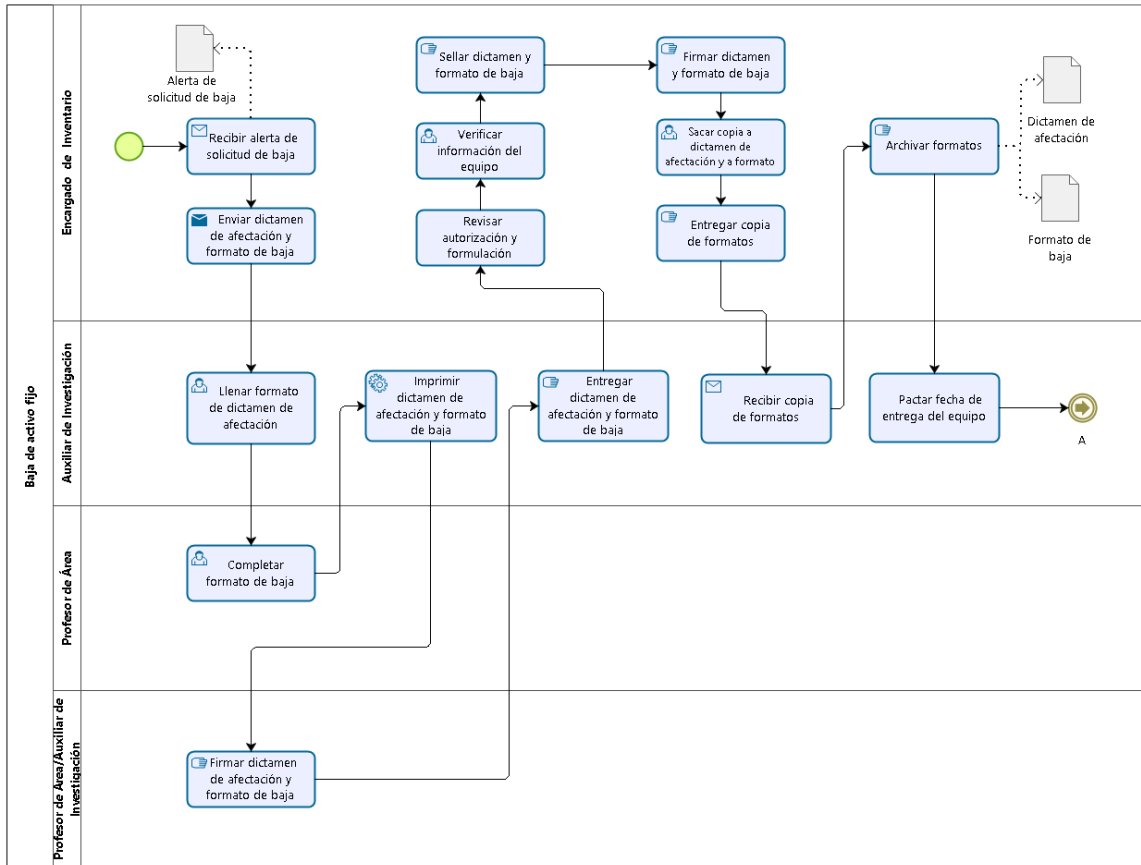 Baja de activo fijo
Encargado de Inventario
Alerta de
solicitud de baja
Recibir alerta de
solicitud de baja
Enviar dictamen
de afectación y
formato de baja
Sellar dictamen y
formato de baja
Verificar
información del
equipo
Revisar
autorización y
formulación
Firmar dictamen
y formato de baja
Sacar copia a
dictamen de
afectación y a formato
Entregar copia
de formatos
Archivar formatos
Dictamen de
afectación
Formato de
baja
Auxiliar de Investigación
Llenar formato
de dictamen de
afectación
Imprimir
dictamen de
afectación y formato
de baja
Entregar
dictamen de
afectación y formato
de baja
Recibir copia
de formatos
Pactar fecha de
entrega del equipo
A
Profesor de Área
Completar
formato de baja
Profesor de Area/Auxiliar de
Investigación
Firmar dictamen
de afectación y
formato de baja